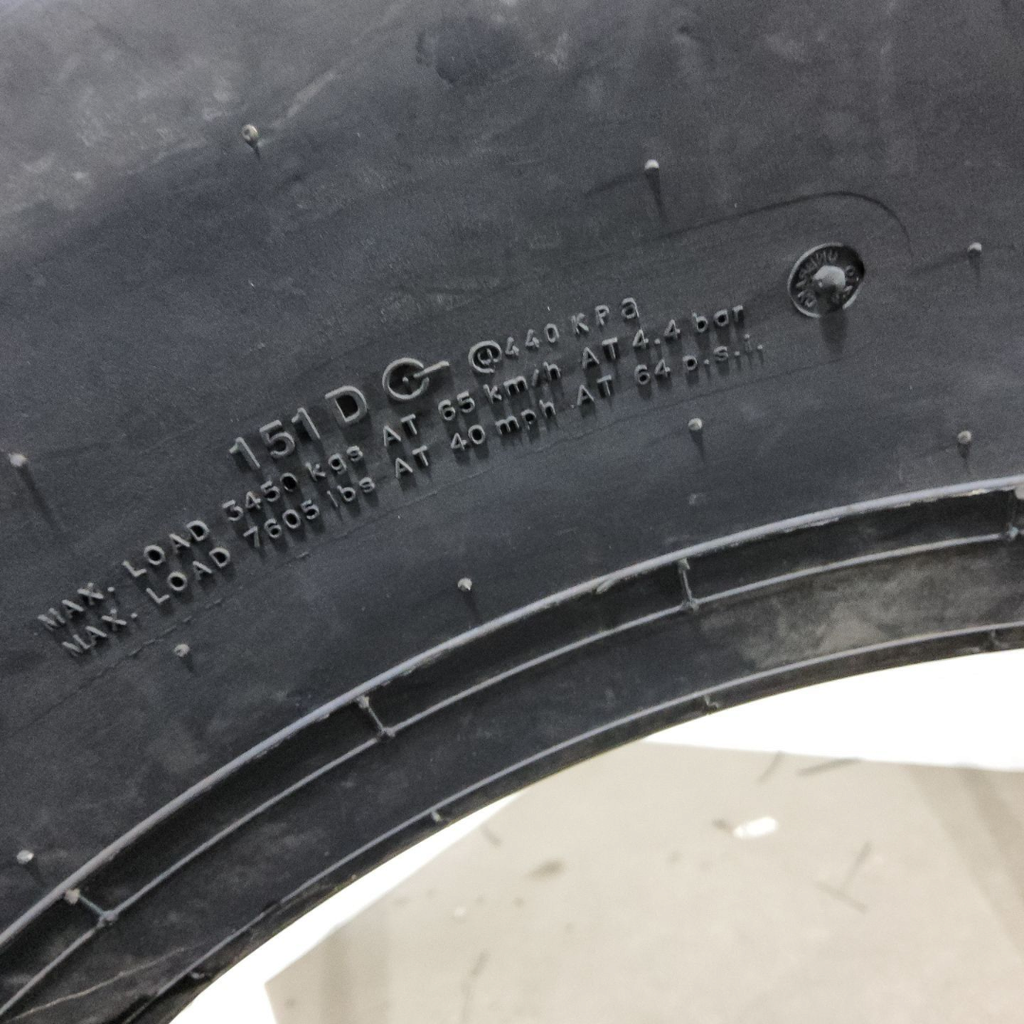 151 D @440 KPa
MAX. LOAD 3450 kgs AT 65 km/h AT 4.4 bar
MAX. LOAD 7605 lbs AT 40 mph AT 64 p.s.i.